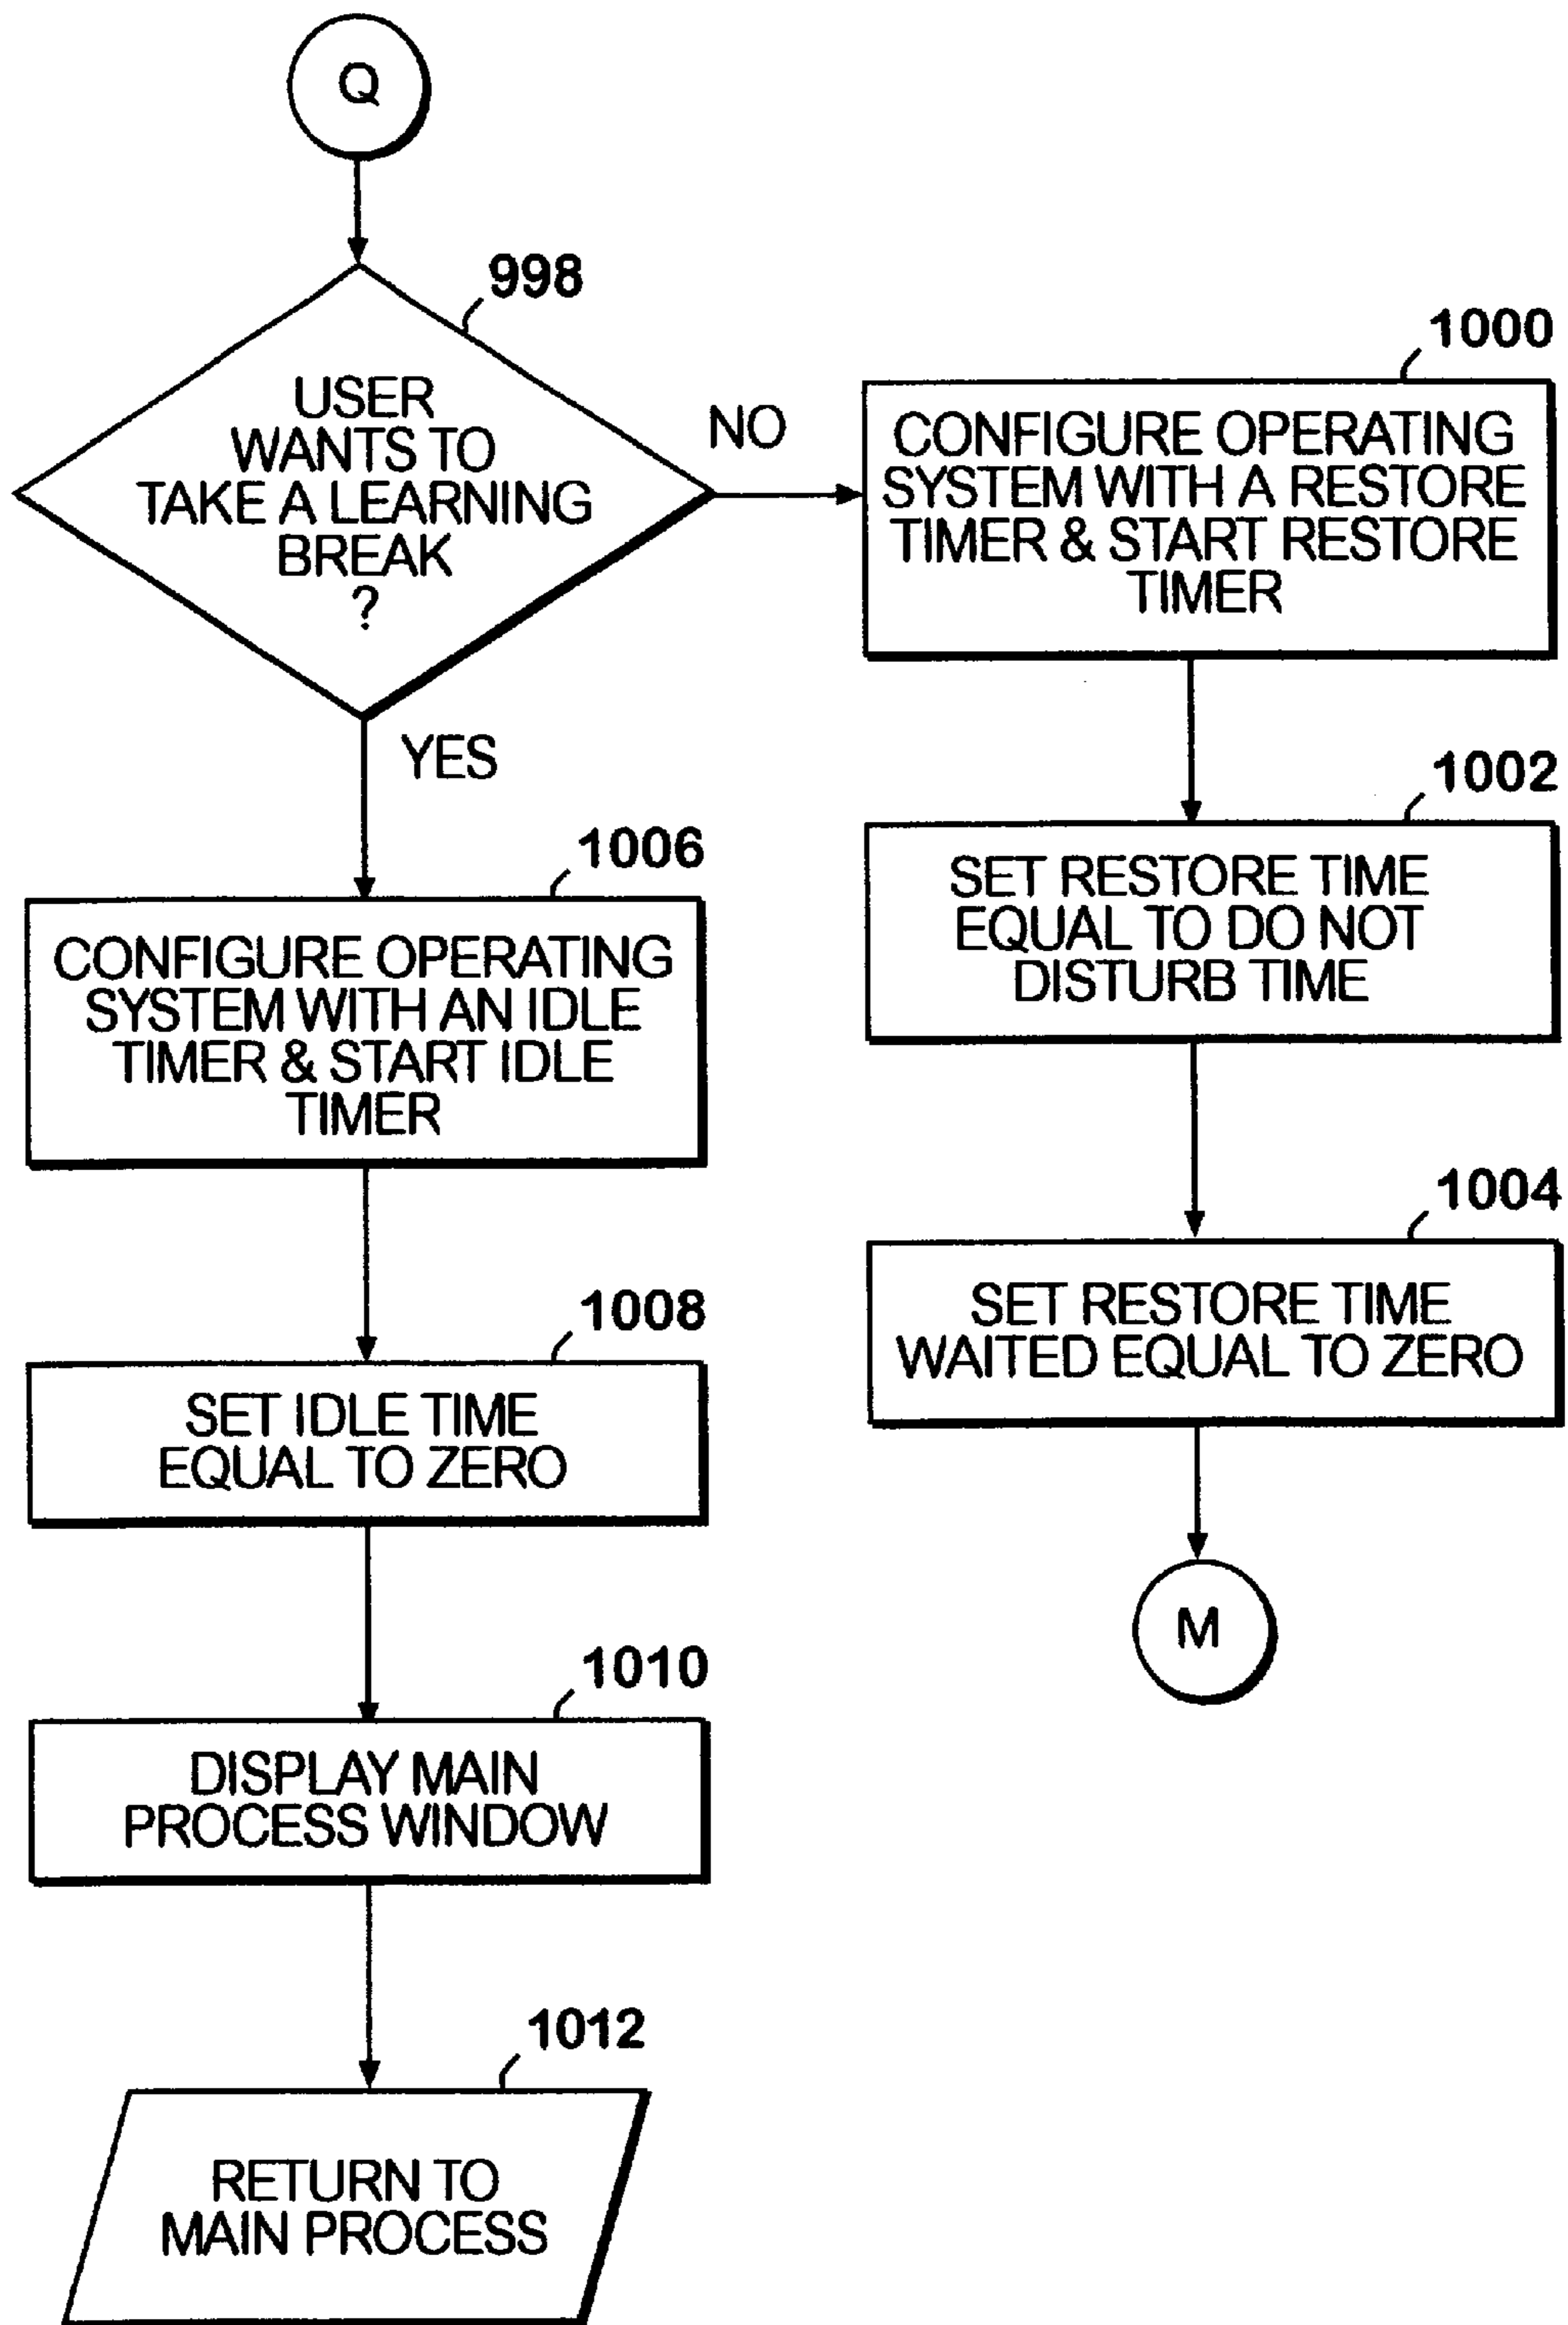 Q
998
USER
WANTS TO
TAKE A LEARNING
BREAK
?
NO
YES
1000
CONFIGURE OPERATING
SYSTEM WITH A RESTORE
TIMER & START RESTORE
TIMER
1002
SET RESTORE TIME
EQUAL TO DO NOT
DISTURB TIME
1004
SET RESTORE TIME
WAITED EQUAL TO ZERO
M
1006
CONFIGURE OPERATING
SYSTEM WITH AN IDLE
TIMER & START IDLE
TIMER
1008
SET IDLE TIME
EQUAL TO ZERO
1010
DISPLAY MAIN
PROCESS WINDOW
1012
RETURN TO
MAIN PROCESS